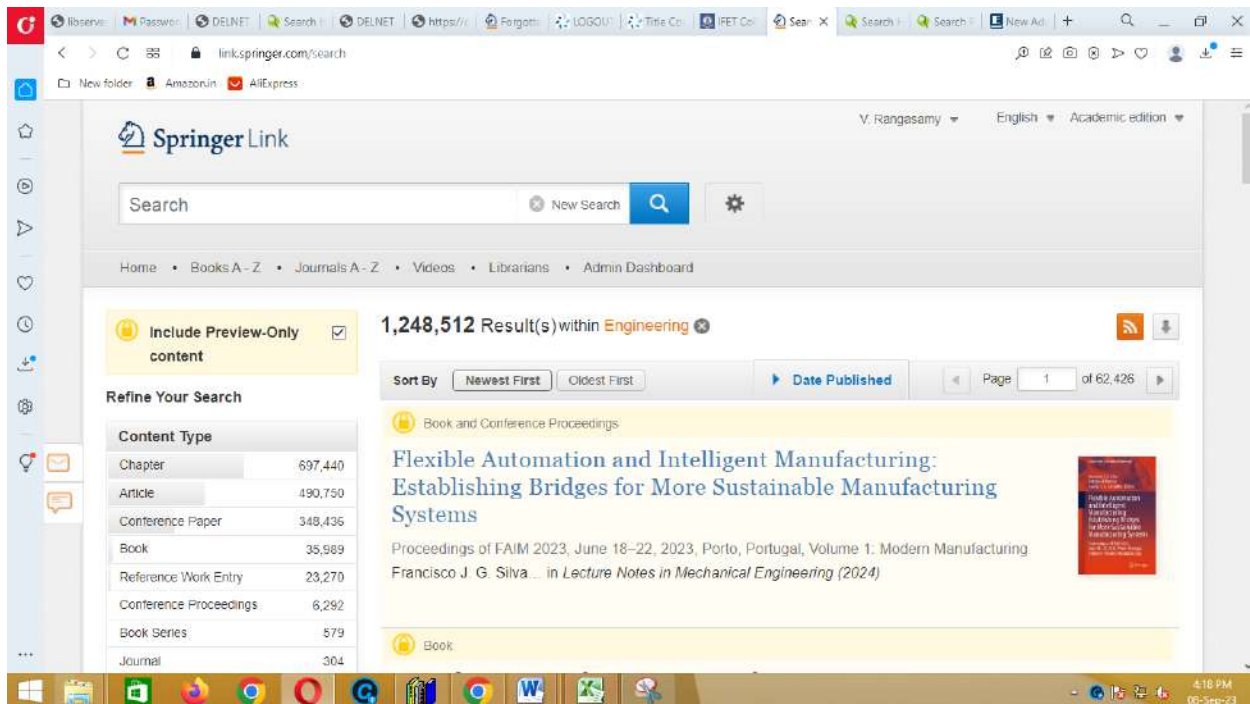 libserve
Passwor
DELNET
Search
DELNET
https://
Forgott
LOGOU
Title Co
IFET Col
Sear
Search
Search
New Ad
link.springer.com/search
New folder
Amazon.in
AliExpress
Springer Link
V. Rangasamy
English
Academic edition
Search
New Search
Home • Books A - Z • Journals A - Z • Videos • Librarians • Admin Dashboard
Include Preview-Only
content
1,248,512 Result(s) within Engineering
Sort By Newest First Oldest First
Date Published
Page 1 of 62,426
Refine Your Search
Content Type
Chapter 697,440
Article 490,750
Conference Paper 348,436
Book 35,989
Reference Work Entry 23,270
Conference Proceedings 6,292
Book Series 579
Journal 304
Book and Conference Proceedings
Flexible Automation and Intelligent Manufacturing:
Establishing Bridges for More Sustainable Manufacturing
Systems
Proceedings of FAIM 2023, June 18–22, 2023, Porto, Portugal, Volume 1: Modern Manufacturing
Francisco J. G. Silva... in Lecture Notes in Mechanical Engineering (2024)
Book
4:18 PM
08-Sep-23